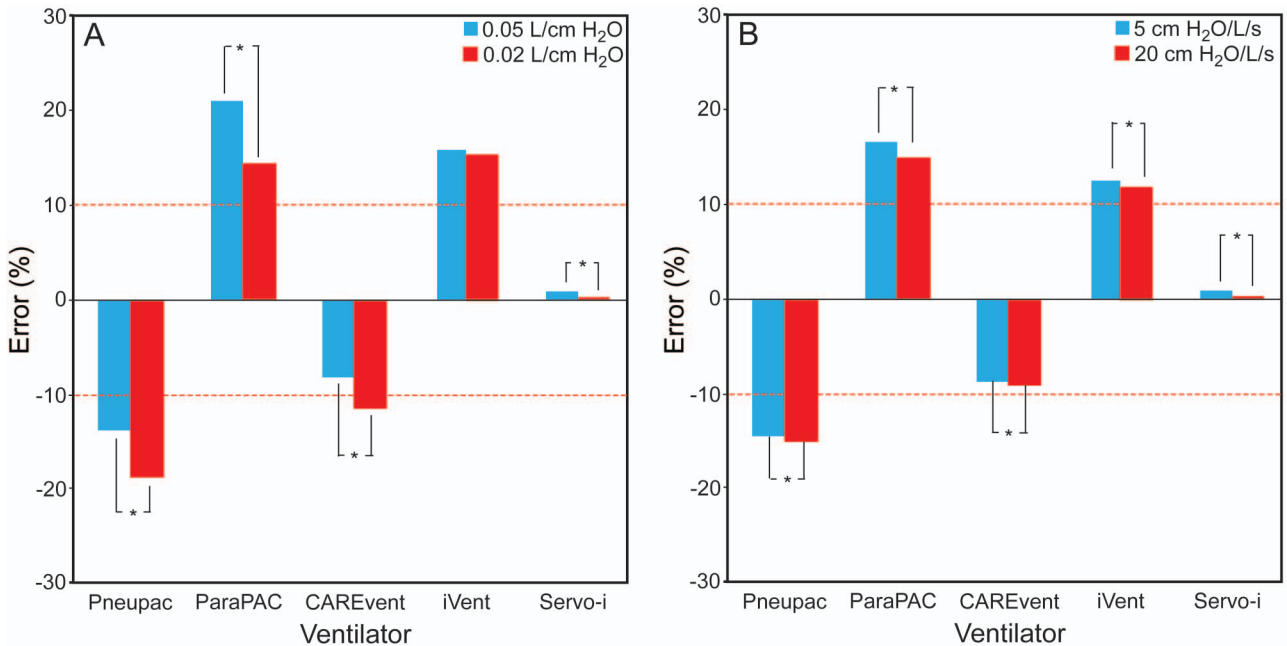 A
0.05 L/cm H₂O
0.02 L/cm H₂O
30
20
10
0
-10
-20
-30
Error (%)
*
*
*
*
Pneupac ParaPAC CAREvent iVent Servo-i
Ventilator
B
5 cm H₂O/L/s
20 cm H₂O/L/s
30
20
10
0
-10
-20
-30
Error (%)
*
*
*
*
*
Pneupac ParaPAC CAREvent iVent Servo-i
Ventilator